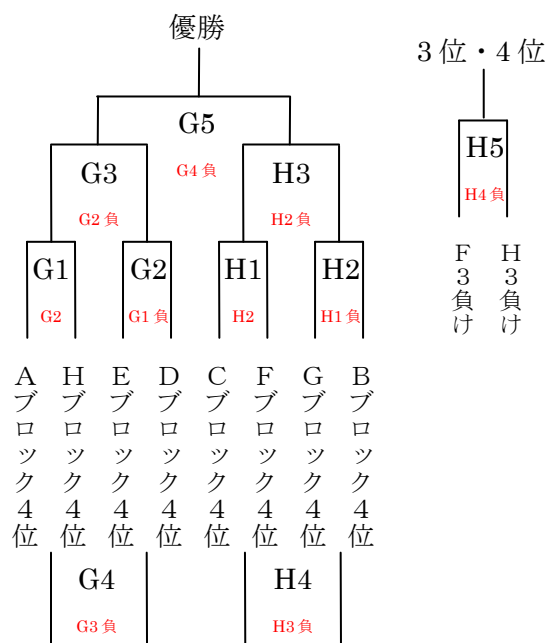 優勝
3位・4位
G5
G4負
H5
H4負
G3
G2負
H3
H2負
F3負け
H3負け
G1
G2
G2
G1負
H1
H2
H2
H1負
Aブロック4位
Hブロック4位
Eブロック4位
Dブロック4位
Cブロック4位
Fブロック4位
Gブロック4位
Bブロック4位
G4
G3負
H4
H3負